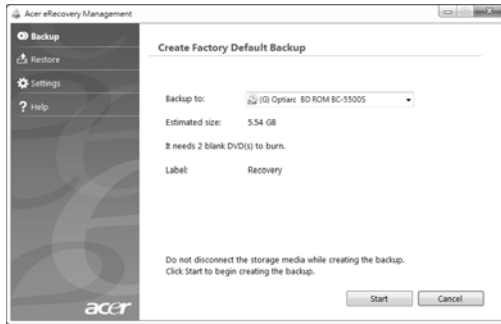 Acer eRecovery Management
Backup
Restore
Settings
Help
Create Factory Default Backup
Backup to: (G) Optiarc BD ROM BC-5500S
Estimated size: 5.54 GB
It needs 2 blank DVD(s) to burn.
Label: Recovery
Do not disconnect the storage media while creating the backup.
Click Start to begin creating the backup.
Start Cancel
acer